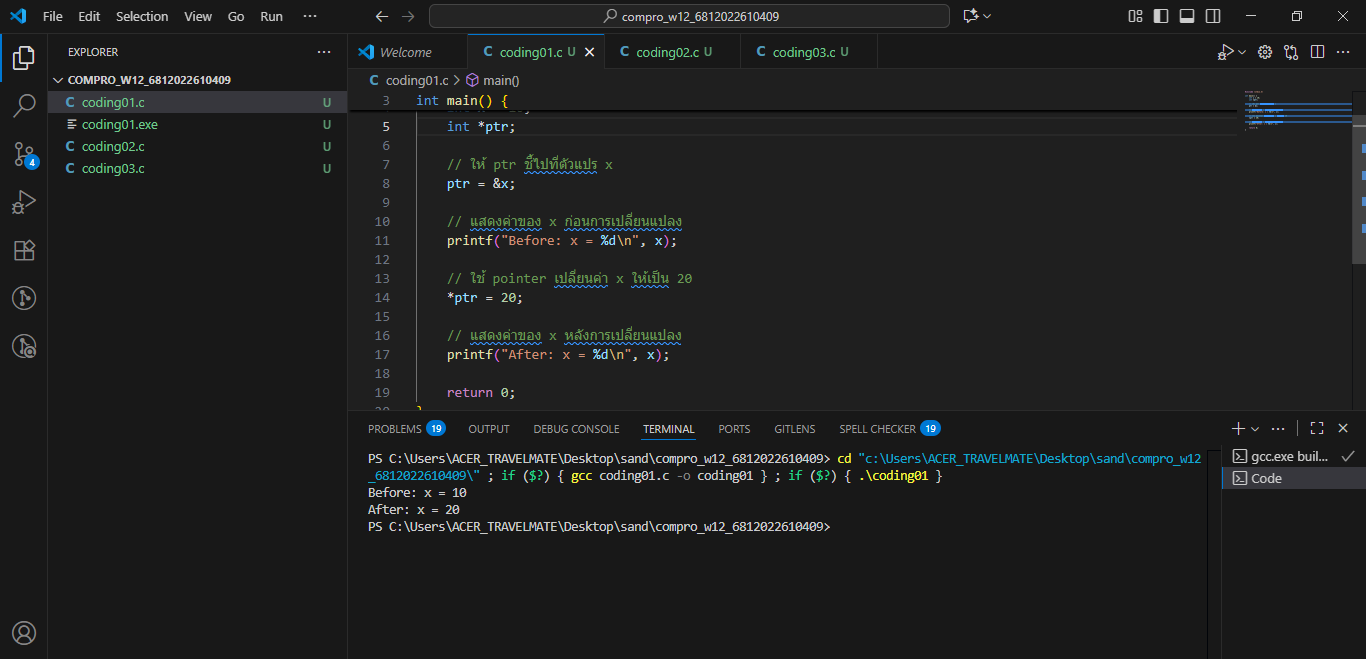 File Edit Selection View Go Run ···
compro_w12_6812022610409
EXPLORER ···
COMPRO_W12_6812022610409
C coding01.c U
coding01.exe U
C coding02.c U
C coding03.c U
4
Welcome
C coding01.c U
C coding02.c U
C coding03.c U
C coding01.c > main()
3 int main() {
5 int *ptr;
6
7 // ให้ ptr ชี้ไปที่ตัวแปร x
8 ptr = &x;
9
10 // แสดงค่าของ x ก่อนการเปลี่ยนแปลง
11 printf("Before: x = %d\n", x);
12
13 // ใช้ pointer เปลี่ยนค่า x ให้เป็น 20
14 *ptr = 20;
15
16 // แสดงค่าของ x หลังการเปลี่ยนแปลง
17 printf("After: x = %d\n", x);
18
19 return 0;
PROBLEMS 19 OUTPUT DEBUG CONSOLE TERMINAL PORTS GITLENS SPELL CHECKER 19
PS C:\Users\ACER_TRAVELMATE\Desktop\sand\compro_w12_6812022610409> cd "c:\Users\ACER_TRAVELMATE\Desktop\sand\compro_w12
_6812022610409\" ; if ($?) { gcc coding01.c -o coding01 } ; if ($?) { .\coding01 }
Before: x = 10
After: x = 20
PS C:\Users\ACER_TRAVELMATE\Desktop\sand\compro_w12_6812022610409>
gcc.exe buil...
Code